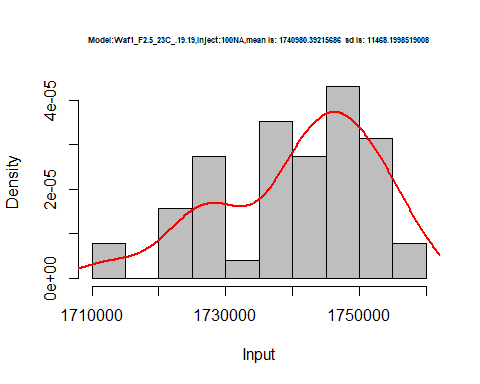 Model:Waf1_F2.5_23C_.19.19,Inject:100NA,mean is: 1740980.39215686 sd is: 11468.1998519008
Density
4e-05
2e-05
0e+00
1710000 1730000 1750000
Input